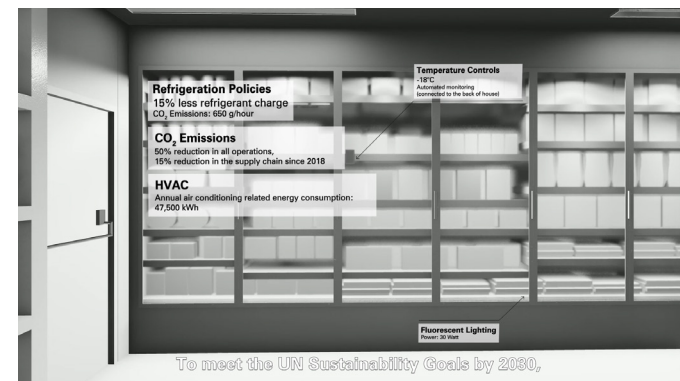 Temperature Controls
-18°C
Automated monitoring
(connected to the back of house)
Refrigeration Policies
15% less refrigerant charge
CO₂ Emissions: 650 g/hour
CO₂ Emissions
50% reduction in all operations,
15% reduction in the supply chain since 2018
HVAC
Annual air conditioning related energy consumption:
47,500 kWh
Fluorescent Lighting
Power: 30 Watt
To meet the UN Sustainability Goals by 2030,